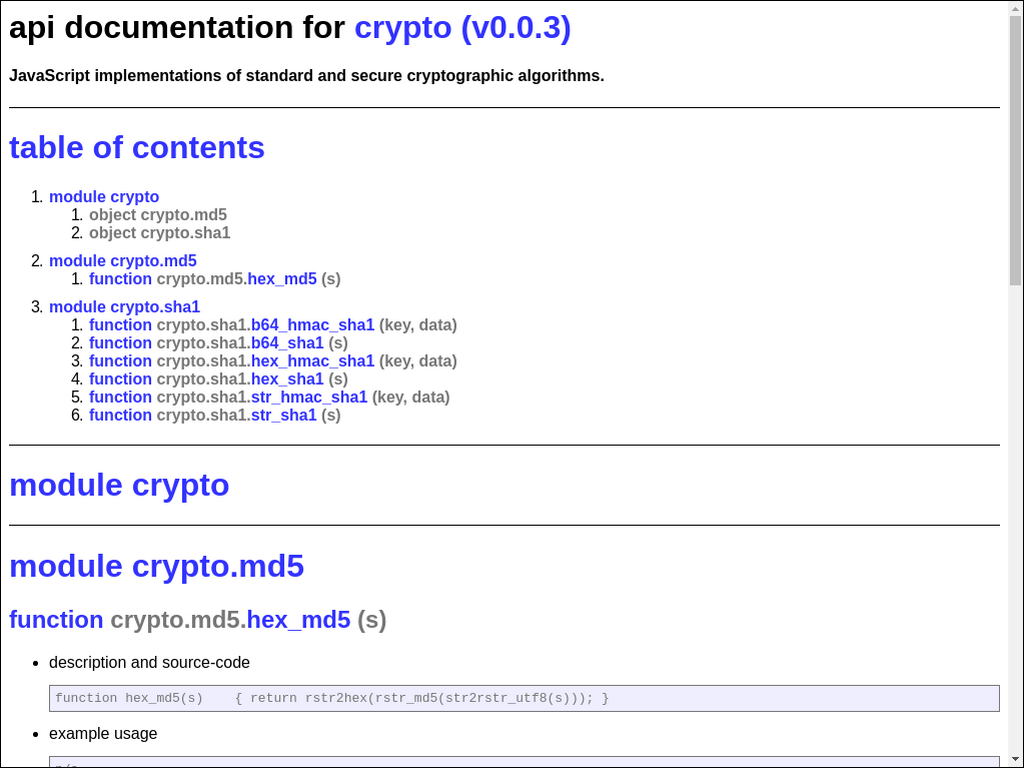 api documentation for crypto (v0.0.3)
JavaScript implementations of standard and secure cryptographic algorithms.
table of contents
1. module crypto
1. object crypto.md5
2. object crypto.sha1
2. module crypto.md5
1. function crypto.md5.hex_md5 (s)
3. module crypto.sha1
1. function crypto.sha1.b64_hmac_sha1 (key, data)
2. function crypto.sha1.b64_sha1 (s)
3. function crypto.sha1.hex_hmac_sha1 (key, data)
4. function crypto.sha1.hex_sha1 (s)
5. function crypto.sha1.str_hmac_sha1 (key, data)
6. function crypto.sha1.str_sha1 (s)
module crypto
module crypto.md5
function crypto.md5.hex_md5 (s)
• description and source-code
function hex_md5(s)    { return rstr2hex(rstr_md5(str2rstr_utf8(s))); }
• example usage